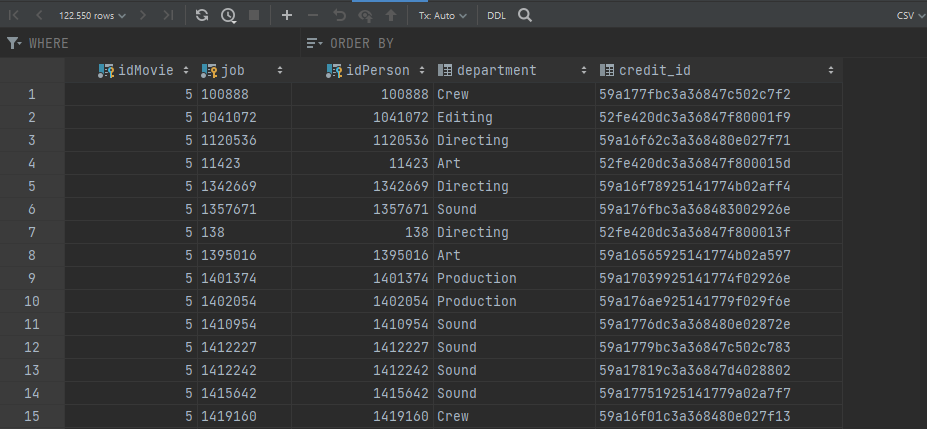 122.550 rows Tx: Auto DDL CSV
WHERE ORDER BY
idMovie job idPerson department credit_id
1 5 100888 100888 Crew 59a177fbc3a36847c502c7f2
2 5 1041072 1041072 Editing 52fe420dc3a36847f80001f9
3 5 1120536 1120536 Directing 59a16f62c3a368480e027f71
4 5 11423 11423 Art 52fe420dc3a36847f800015d
5 5 1342669 1342669 Directing 59a16f78925141774b02aff4
6 5 1357671 1357671 Sound 59a176fbc3a368483002926e
7 5 138 138 Directing 52fe420dc3a36847f800013f
8 5 1395016 1395016 Art 59a16565925141774b02a597
9 5 1401374 1401374 Production 59a17039925141774f02926e
10 5 1402054 1402054 Production 59a176ae925141779f029f6e
11 5 1410954 1410954 Sound 59a1776dc3a368480e02872e
12 5 1412227 1412227 Sound 59a1779bc3a36847c502c783
13 5 1412242 1412242 Sound 59a17819c3a36847d4028802
14 5 1415642 1415642 Sound 59a17751925141779a02a7f7
15 5 1419160 1419160 Crew 59a16f01c3a368480e027f13